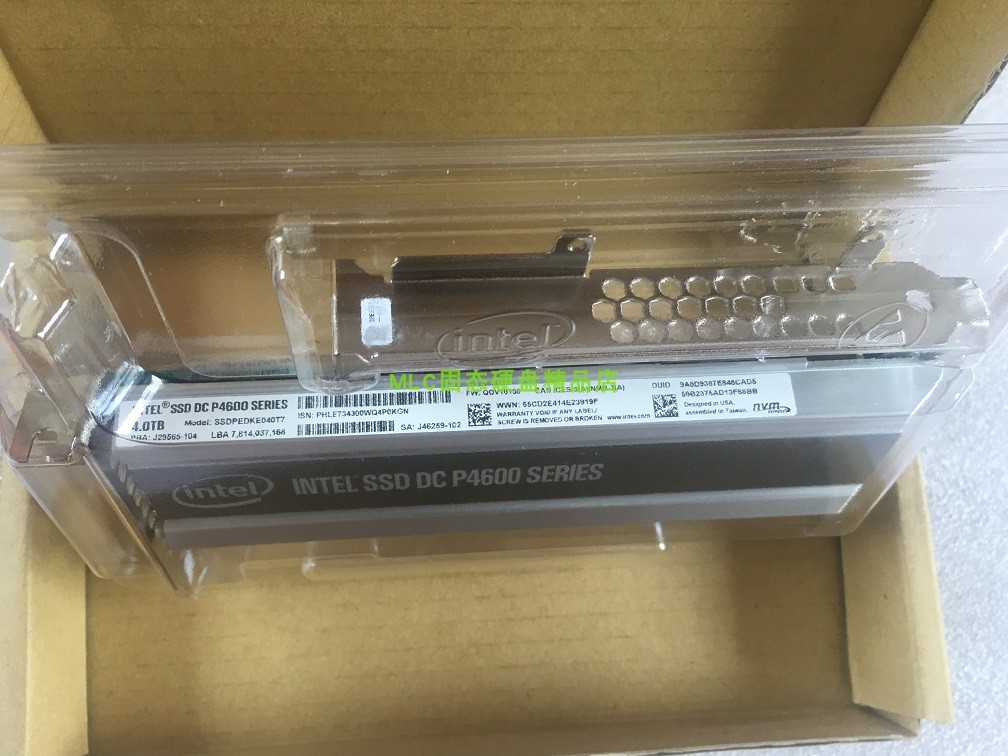 intel
MLC固态硬盘精品店
INTEL® SSD DC P4600 SERIES
4.0TB
Model: SSDPEDKE040T7
PBA: J29565-104 LBA 7,814,037,168
ISN: PHLE734300WQ4P0KGN
SA: J46259-102
WWN: 55CD2E414E23919F
WARRANTY VOID IF ANY LABEL/
SCREW IS REMOVED OR BROKEN
www.intel.com
DUID
Designed in USA,
assembled in Taiwan.
nvm
EXPRESS
intel
INTEL® SSD DC P4600 SERIES